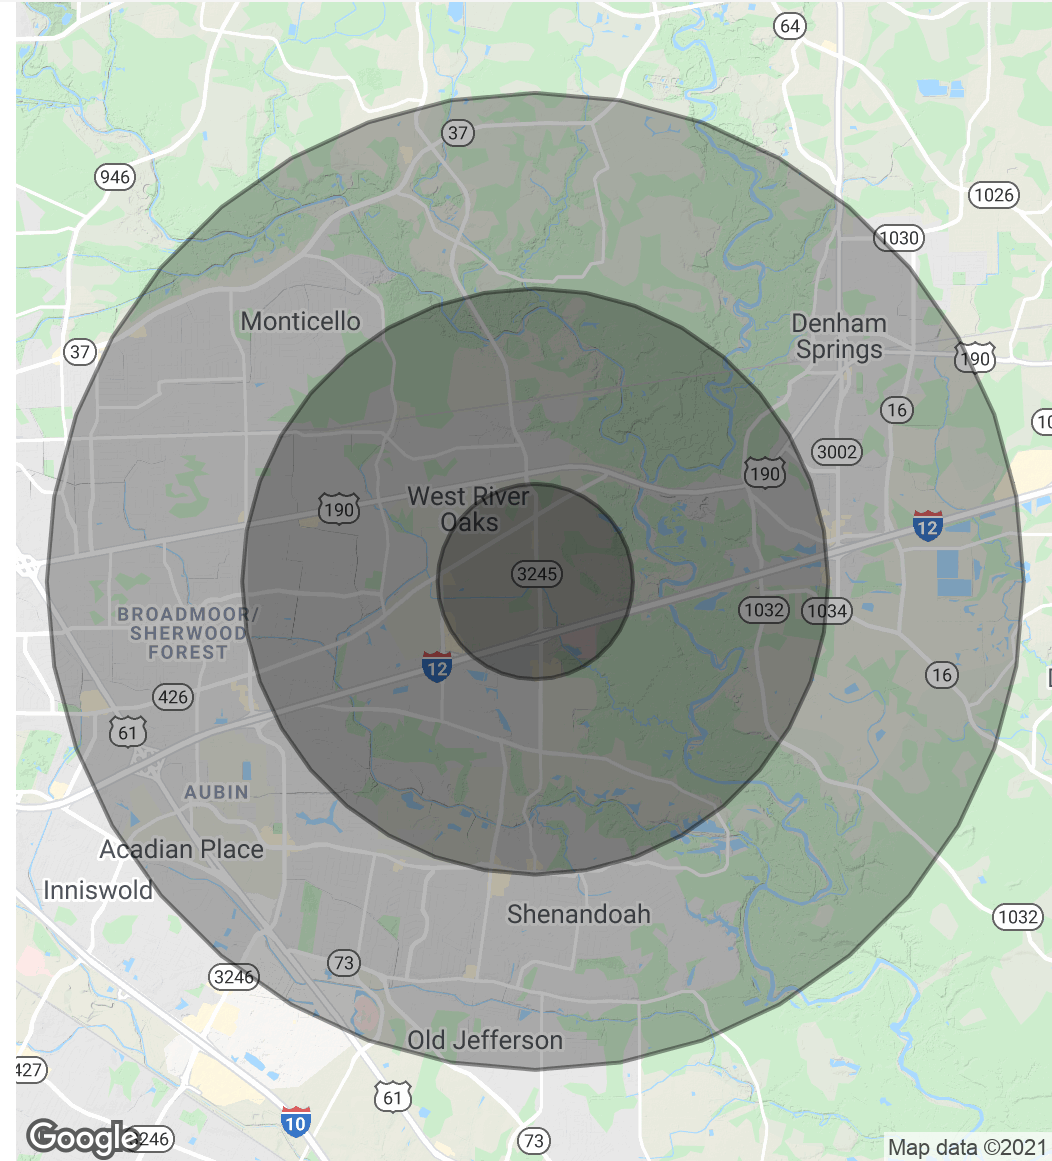 64
37
946
1026
1030
Monticello
Denham
Springs
37
190
16
10
3002
190
West River
Oaks
190
12
3245
BROADMOOR/
SHERWOOD
FOREST
1032
1034
12
16
426
61
AUBIN
Acadian Place
Inniswold
Shenandoah
1032
73
3246
Old Jefferson
427
61
10
Google
246
73
Map data ©2021